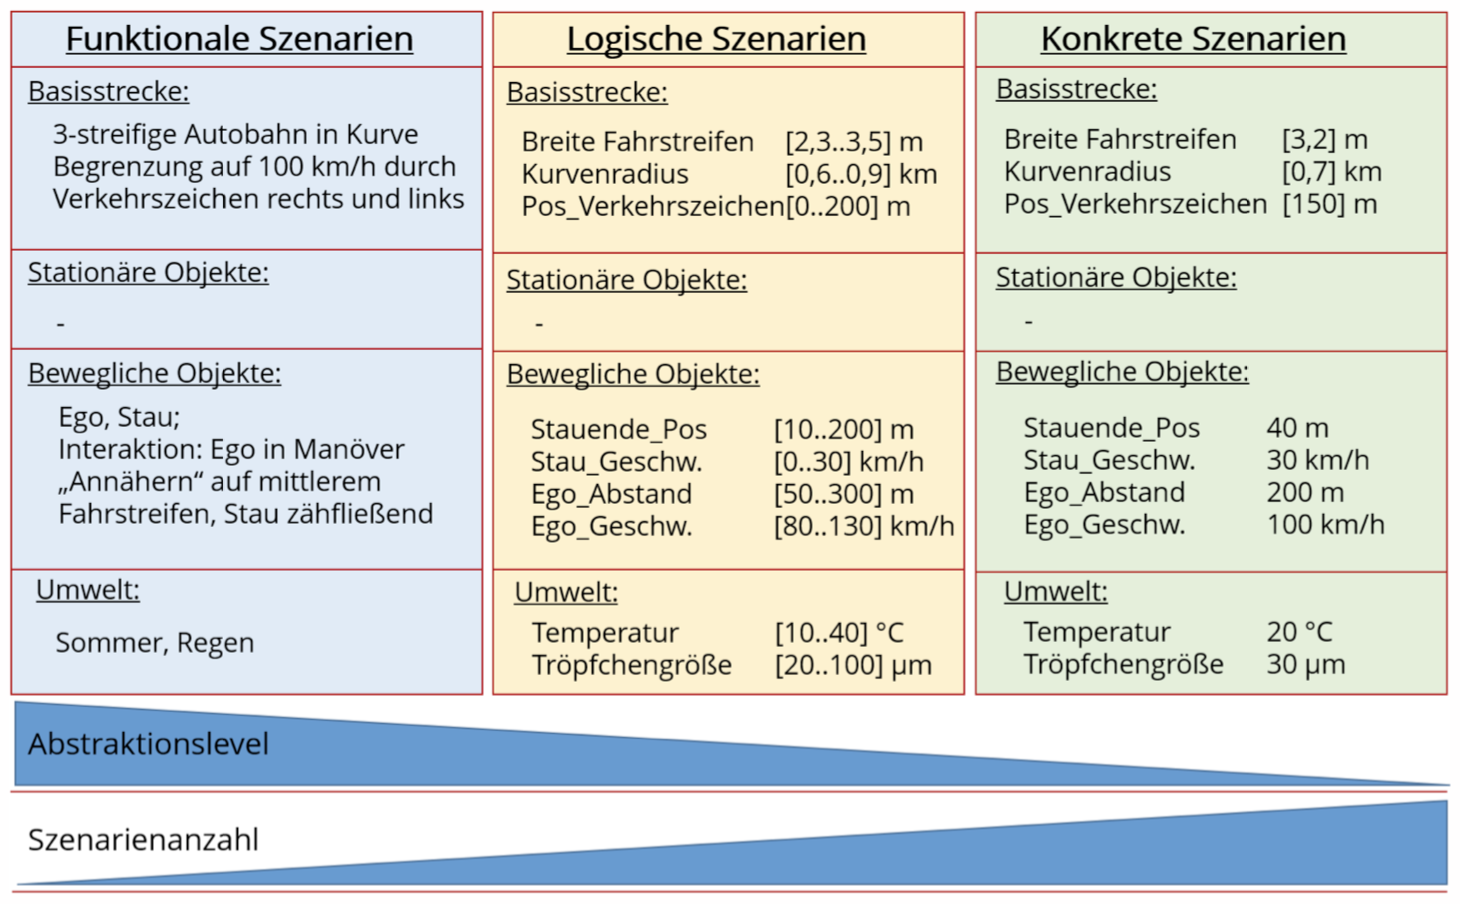 Funktionale Szenarien
Basisstrecke:
3-streifige Autobahn in Kurve
Begrenzung auf 100 km/h durch
Verkehrszeichen rechts und links
Stationäre Objekte:
-
Bewegliche Objekte:
Ego, Stau;
Interaktion: Ego in Manöver
„Annähern“ auf mittlerem
Fahrstreifen, Stau zähfließend
Umwelt:
Sommer, Regen
Logische Szenarien
Basisstrecke:
Breite Fahrstreifen [2,3..3,5] m
Kurvenradius [0,6..0,9] km
Pos_Verkehrszeichen[0..200] m
Stationäre Objekte:
-
Bewegliche Objekte:
Stauende_Pos [10..200] m
Stau_Geschw. [0..30] km/h
Ego_Abstand [50..300] m
Ego_Geschw. [80..130] km/h
Umwelt:
Temperatur [10..40] °C
Tröpfchengröße [20..100] µm
Konkrete Szenarien
Basisstrecke:
Breite Fahrstreifen [3,2] m
Kurvenradius [0,7] km
Pos_Verkehrszeichen [150] m
Stationäre Objekte:
-
Bewegliche Objekte:
Stauende_Pos 40 m
Stau_Geschw. 30 km/h
Ego_Abstand 200 m
Ego_Geschw. 100 km/h
Umwelt:
Temperatur 20 °C
Tröpfchengröße 30 µm
Abstraktionslevel
Szenarienanzahl